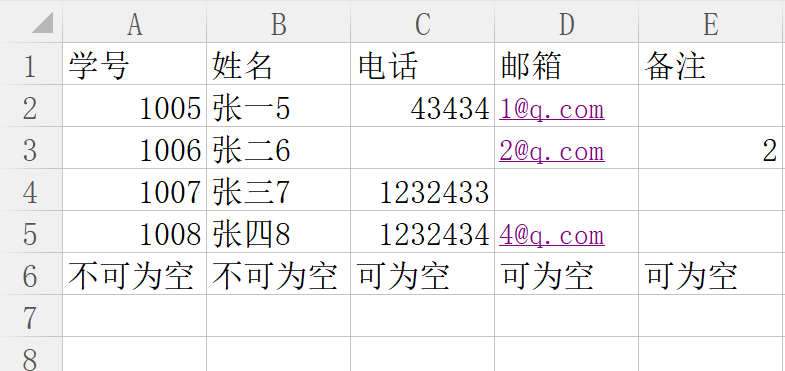 A B C D E
1 学号 姓名 电话 邮箱 备注
2 1005 张一5 43434 1@q.com
3 1006 张二6 2@q.com 2
4 1007 张三7 1232433
5 1008 张四8 1232434 4@q.com
6 不可为空 不可为空 可为空 可为空 可为空
7
8